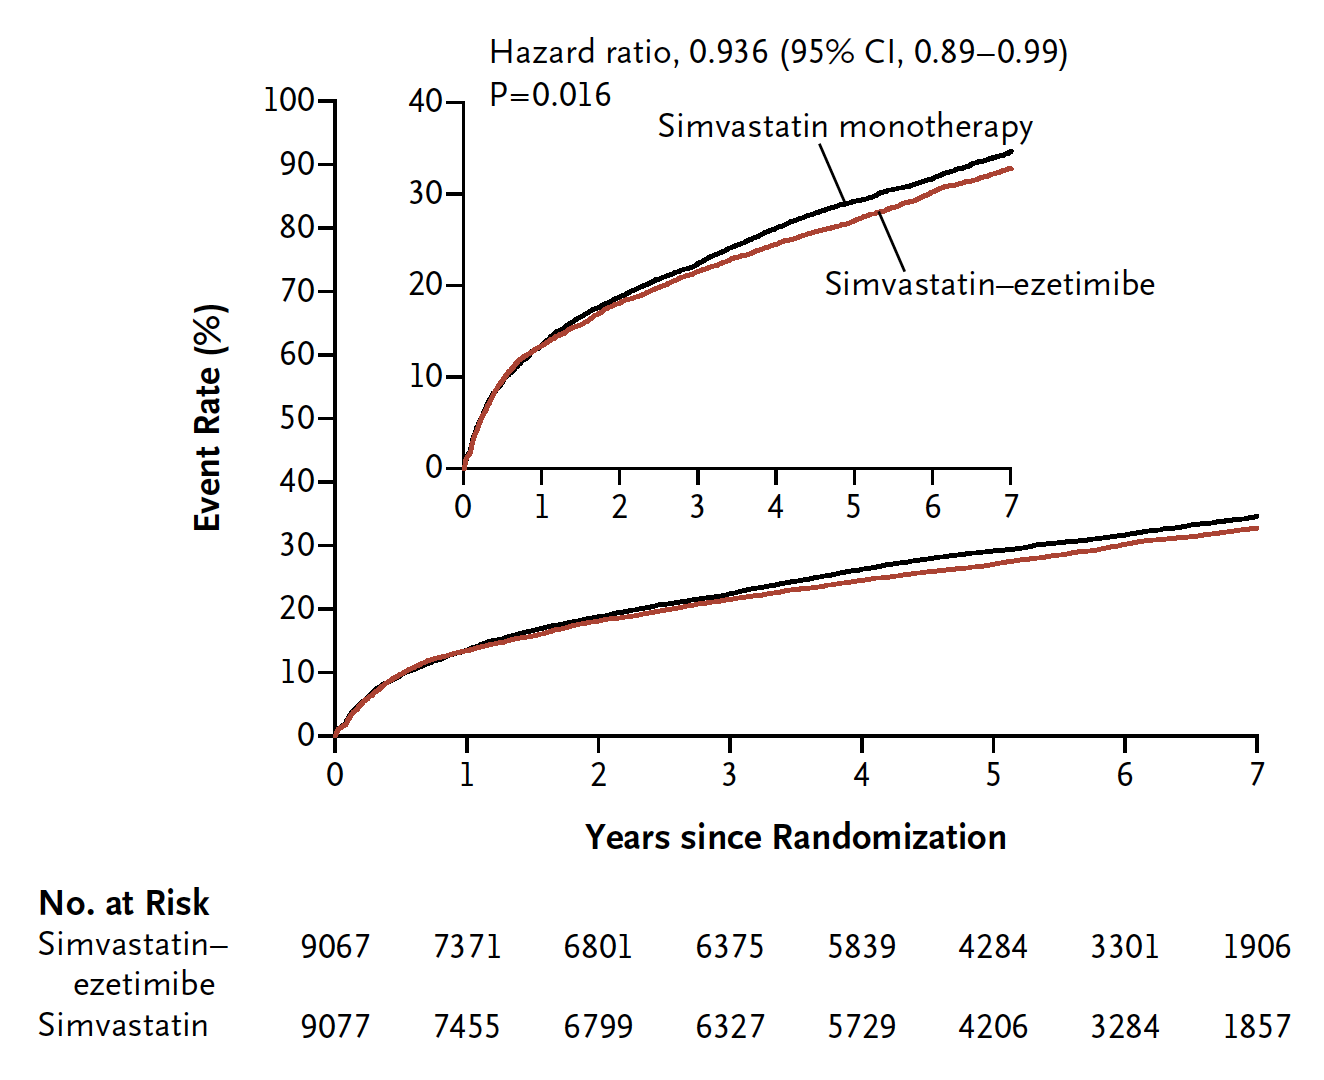 Hazard ratio, 0.936 (95% CI, 0.89–0.99)
P=0.016
Simvastatin monotherapy
Simvastatin–ezetimibe
40
30
20
10
0
0 1 2 3 4 5 6 7
Event Rate (%)
100
90
80
70
60
50
40
30
20
10
0
0 1 2 3 4 5 6 7
Years since Randomization
No. at Risk
Simvastatin– 9067 7371 6801 6375 5839 4284 3301 1906
ezetimibe
Simvastatin 9077 7455 6799 6327 5729 4206 3284 1857